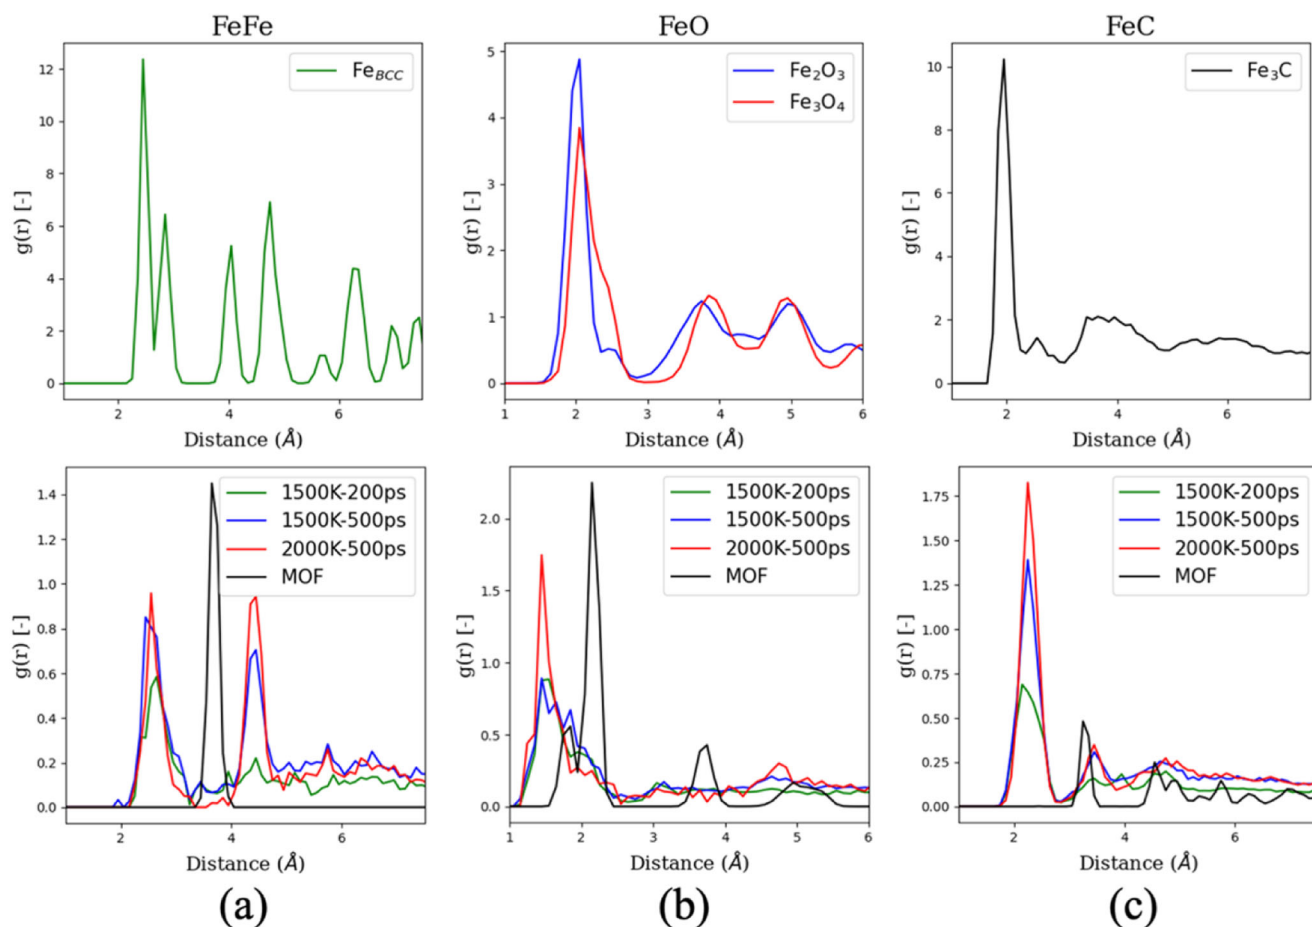 FeFe
FeO
FeC
Fe_BCC
12
10
8
6
4
2
0
g(r) [-]
2
4
6
Distance (Å)
Fe₂O₃
Fe₃O₄
5
4
3
2
1
0
g(r) [-]
1
2
3
4
5
6
Distance (Å)
Fe₃C
10
8
6
4
2
0
g(r) [-]
2
4
6
Distance (Å)
1500K-200ps
1500K-500ps
2000K-500ps
MOF
1.4
1.2
1.0
0.8
0.6
0.4
0.2
0.0
g(r) [-]
2
4
6
Distance (Å)
1500K-200ps
1500K-500ps
2000K-500ps
MOF
2.0
1.5
1.0
0.5
0.0
g(r) [-]
1
2
3
4
5
6
Distance (Å)
1500K-200ps
1500K-500ps
2000K-500ps
MOF
1.75
1.50
1.25
1.00
0.75
0.50
0.25
0.00
g(r) [-]
2
4
6
Distance (Å)
(a)
(b)
(c)